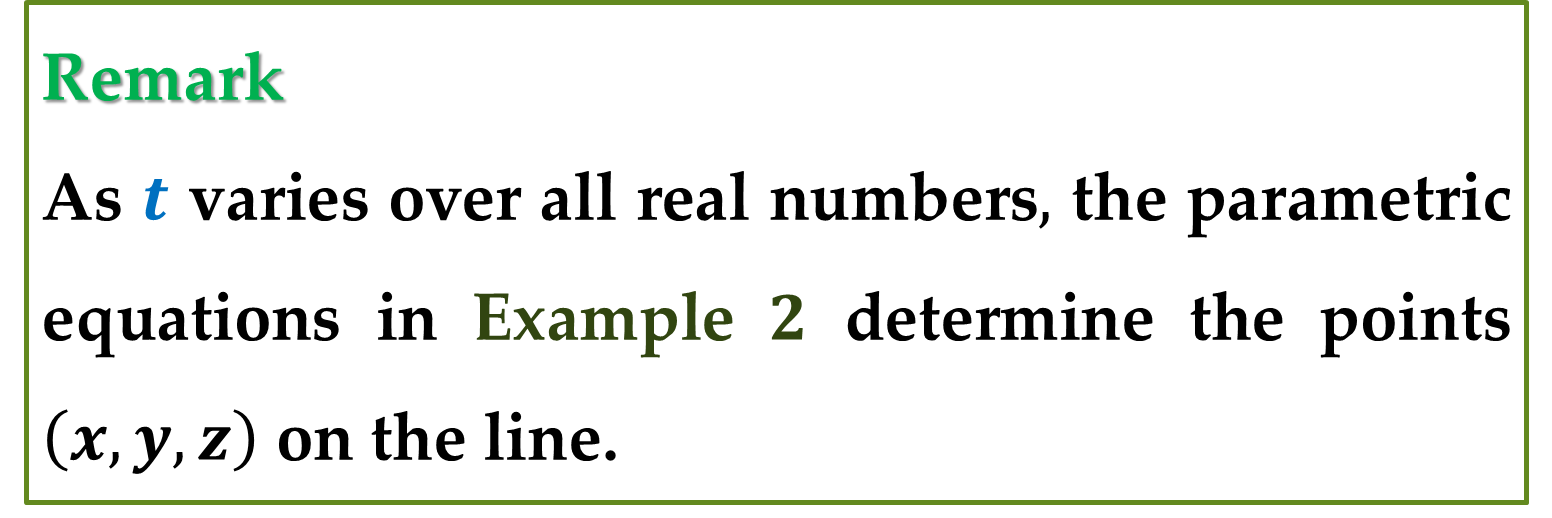 Remark
As t varies over all real numbers, the parametric
equations in Example 2 determine the points
(x, y, z) on the line.